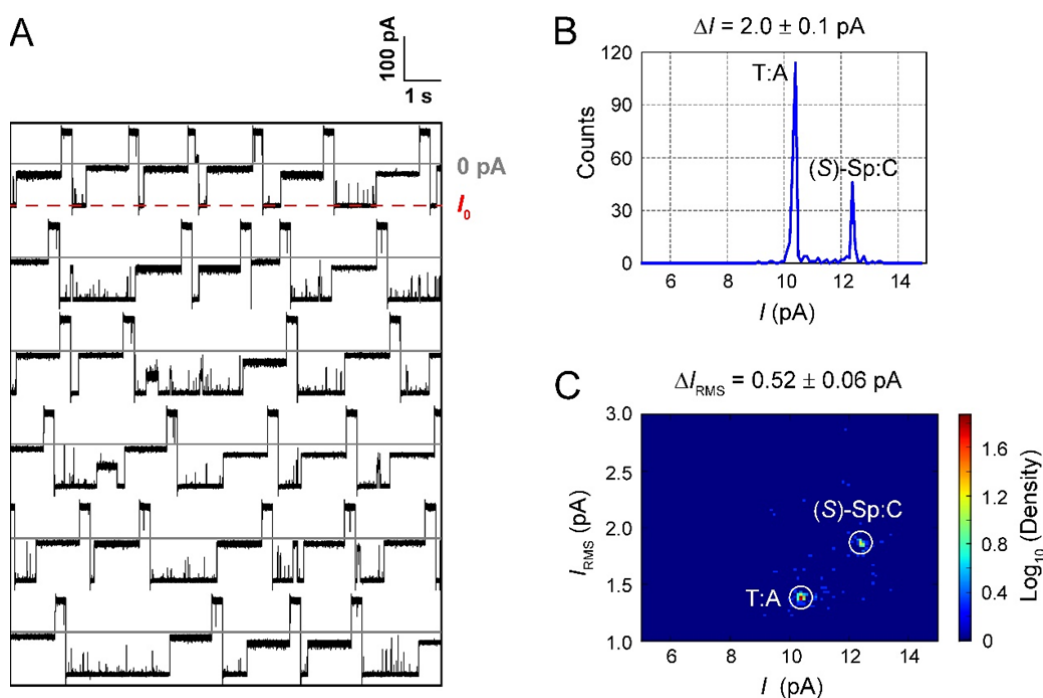 A
100 pA
1 s
0 pA
I₀
B
ΔI = 2.0 ± 0.1 pA
T:A
(S)-Sp:C
Counts
120
90
60
30
0
6 8 10 12 14
I (pA)
C
ΔI_RMS = 0.52 ± 0.06 pA
3.0
2.5
2.0
1.5
1.0
I_RMS (pA)
(S)-Sp:C
T:A
6 8 10 12 14
I (pA)
1.6
1.2
0.8
0.4
0
Log₁₀ (Density)